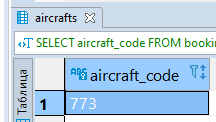 aircrafts
SELECT aircraft_code FROM bookin
Таблица
aircraft_code
1
773